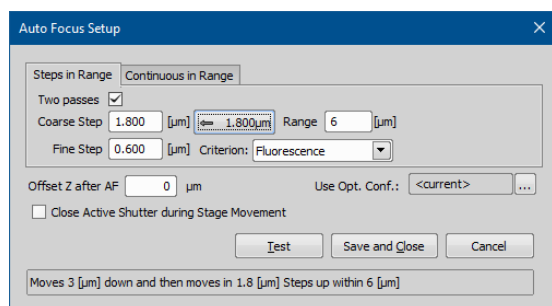 Auto Focus Setup
Steps in Range Continuous in Range
Two passes
Coarse Step 1.800 [µm] 1.800µm Range 6 [µm]
Fine Step 0.600 [µm] Criterion: Fluorescence
Offset Z after AF 0 µm Use Opt. Conf.: <current> ...
Close Active Shutter during Stage Movement
Test Save and Close Cancel
Moves 3 [µm] down and then moves in 1.8 [µm] Steps up within 6 [µm]